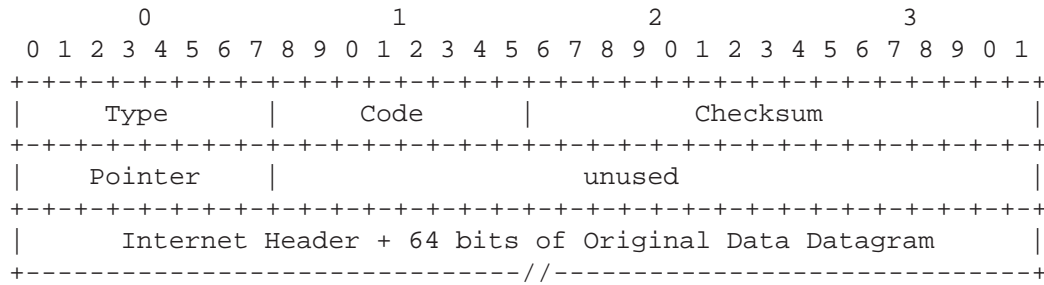 0                   1                   2                   3
0 1 2 3 4 5 6 7 8 9 0 1 2 3 4 5 6 7 8 9 0 1 2 3 4 5 6 7 8 9 0 1
+-+-+-+-+-+-+-+-+-+-+-+-+-+-+-+-+-+-+-+-+-+-+-+-+-+-+-+-+-+-+-+-+
|     Type      |     Code      |          Checksum             |
+-+-+-+-+-+-+-+-+-+-+-+-+-+-+-+-+-+-+-+-+-+-+-+-+-+-+-+-+-+-+-+-+
|    Pointer    |                   unused                      |
+-+-+-+-+-+-+-+-+-+-+-+-+-+-+-+-+-+-+-+-+-+-+-+-+-+-+-+-+-+-+-+-+
|      Internet Header + 64 bits of Original Data Datagram      |
+-------------------------------//------------------------------+